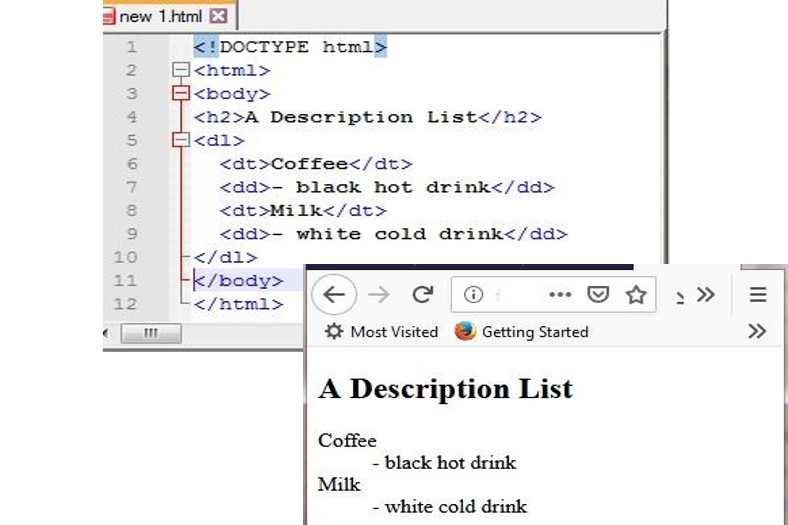 new 1.html
1 <!DOCTYPE html>
2 <html>
3 <body>
4 <h2>A Description List</h2>
5 <dl>
6 <dt>Coffee</dt>
7 <dd>- black hot drink</dd>
8 <dt>Milk</dt>
9 <dd>- white cold drink</dd>
10 </dl>
11 </body>
12 </html>
Most Visited Getting Started
A Description List
Coffee
- black hot drink
Milk
- white cold drink